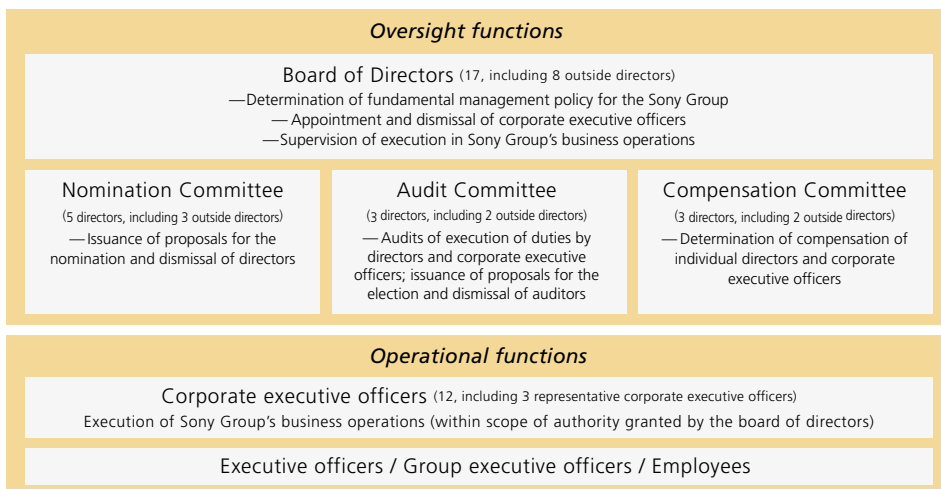 Oversight functions
Board of Directors (17, including 8 outside directors)
—Determination of fundamental management policy for the Sony Group
— Appointment and dismissal of corporate executive officers
—Supervision of execution in Sony Group’s business operations
Nomination Committee
(5 directors, including 3 outside directors)
— Issuance of proposals for the
nomination and dismissal of directors
Audit Committee
(3 directors, including 2 outside directors)
— Audits of execution of duties by
directors and corporate executive
officers; issuance of proposals for the
election and dismissal of auditors
Compensation Committee
(3 directors, including 2 outside directors)
— Determination of compensation of
individual directors and corporate
executive officers
Operational functions
Corporate executive officers (12, including 3 representative corporate executive officers)
Execution of Sony Group’s business operations (within scope of authority granted by the board of directors)
Executive officers / Group executive officers / Employees